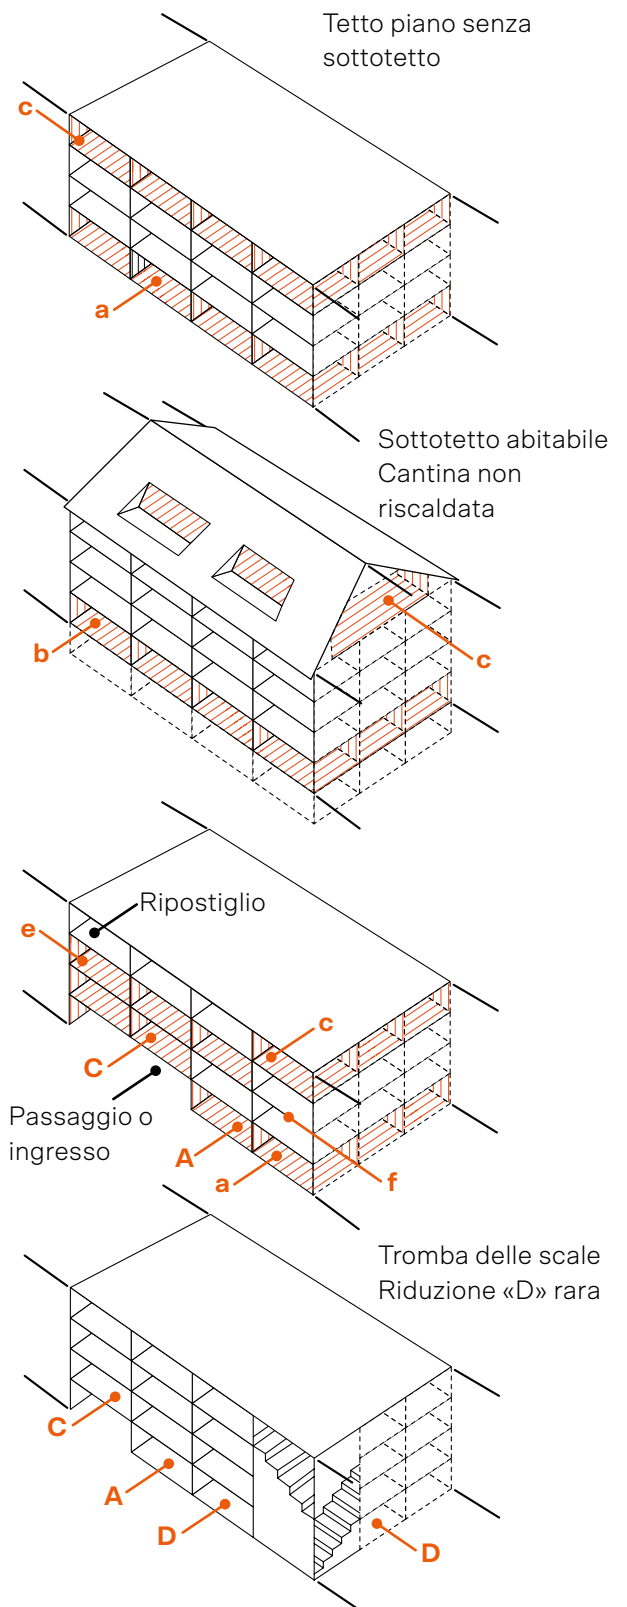 Tetto piano senza
sottotetto
c
a
Sottotetto abitabile
Cantina non
riscaldata
b
c
Ripostiglio
e
c
C
Passaggio o
ingresso
A
a
f
Tromba delle scale
Riduzione «D» rara
C
A
D
D